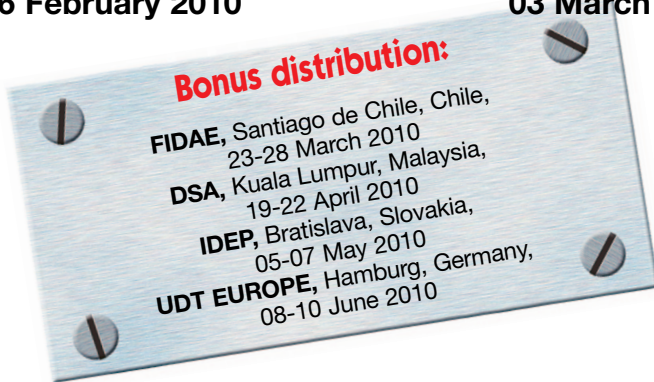 6 February 2010 03 March
Bonus distribution:
FIDAE, Santiago de Chile, Chile,
23-28 March 2010
DSA, Kuala Lumpur, Malaysia,
19-22 April 2010
IDEP, Bratislava, Slovakia,
05-07 May 2010
UDT EUROPE, Hamburg, Germany,
08-10 June 2010